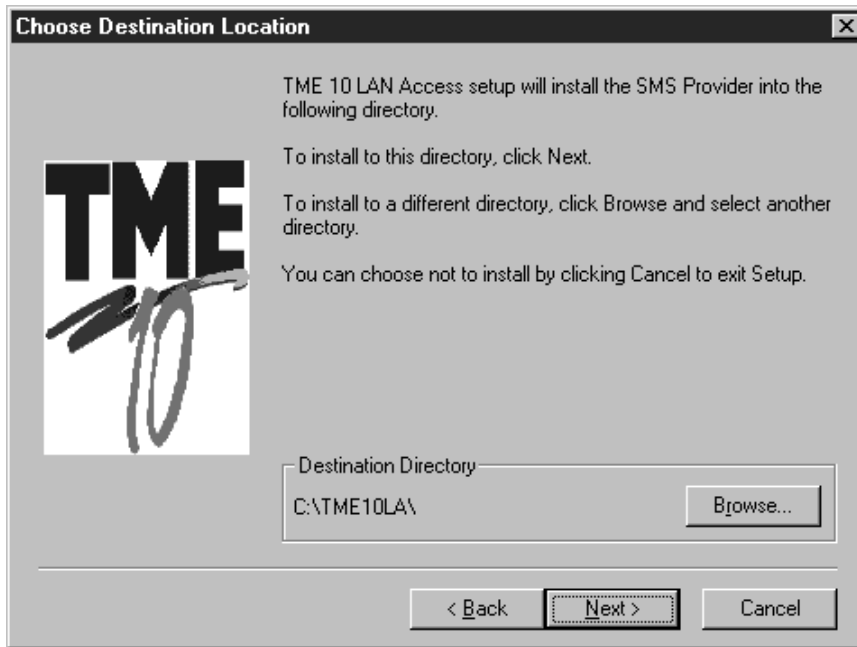 Choose Destination Location
TME 10 LAN Access setup will install the SMS Provider into the
following directory.
To install to this directory, click Next.
To install to a different directory, click Browse and select another
directory.
You can choose not to install by clicking Cancel to exit Setup.
TME
10
Destination Directory
C:\TME10LA\
Browse...
< Back
Next >
Cancel